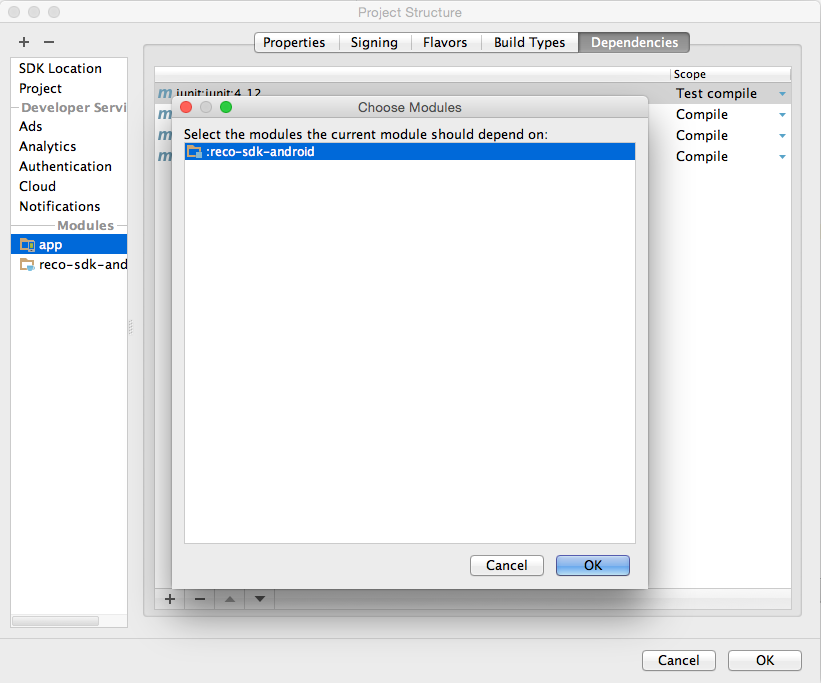 Project Structure
Properties Signing Flavors Build Types Dependencies
SDK Location
Project
Developer Servi
Ads
Analytics
Authentication
Cloud
Notifications
Modules
app
reco-sdk-and
Scope
m junit:junit:4.12 Test compile
m Compile
m Compile
m Compile
Choose Modules
Select the modules the current module should depend on:
:reco-sdk-android
Cancel OK
Cancel OK